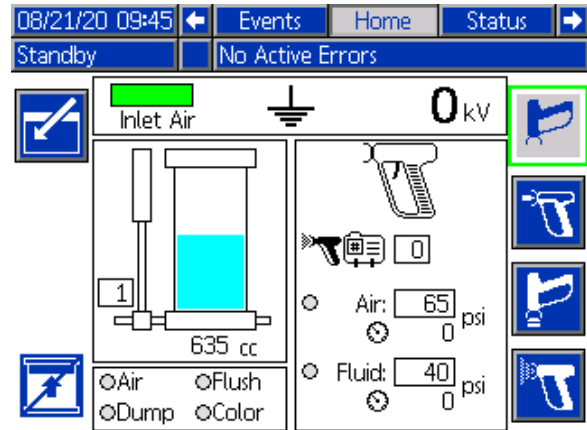 08/21/20 09:45 Events Home Status
Standby No Active Errors
Inlet Air 0 kV
# 0
1
Air: 65 psi
0
635 cc
Fluid: 40 psi
0
Air Flush
Dump Color